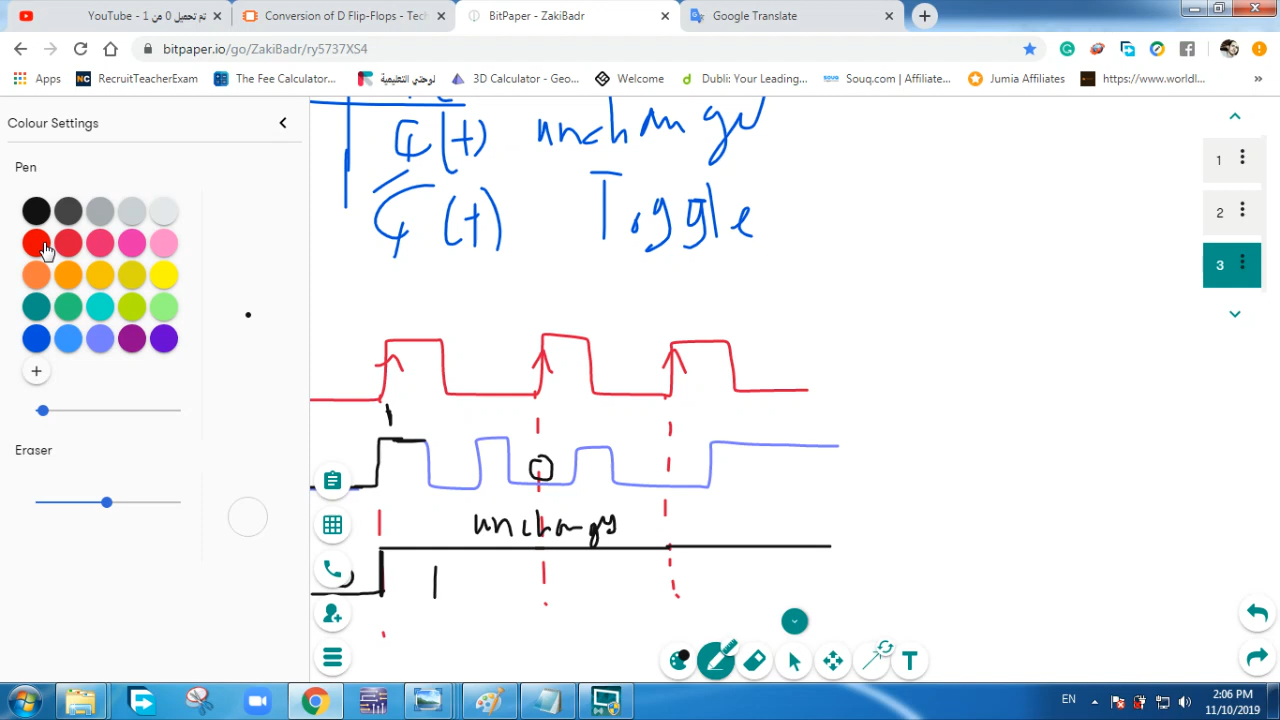 YouTube - 1 تم تحميل 0 من
Conversion of D Flip-Flops - Tech
BitPaper - ZakiBadr
Google Translate
bitpaper.io/go/ZakiBadr/ry5737XS4
Apps
RecruitTeacherExam
The Fee Calculator...
لوحتي التعليمية
3D Calculator - Geo...
Welcome
Dubli: Your Leading...
Souq.com | Affiliate...
Jumia Affiliates
https://www.worldl...
Colour Settings
Pen
Eraser
Q(t) unchange
Q(t) Toggle
1
0
unchange
0
1
1
2
3
T
EN
2:06 PM
11/10/2019